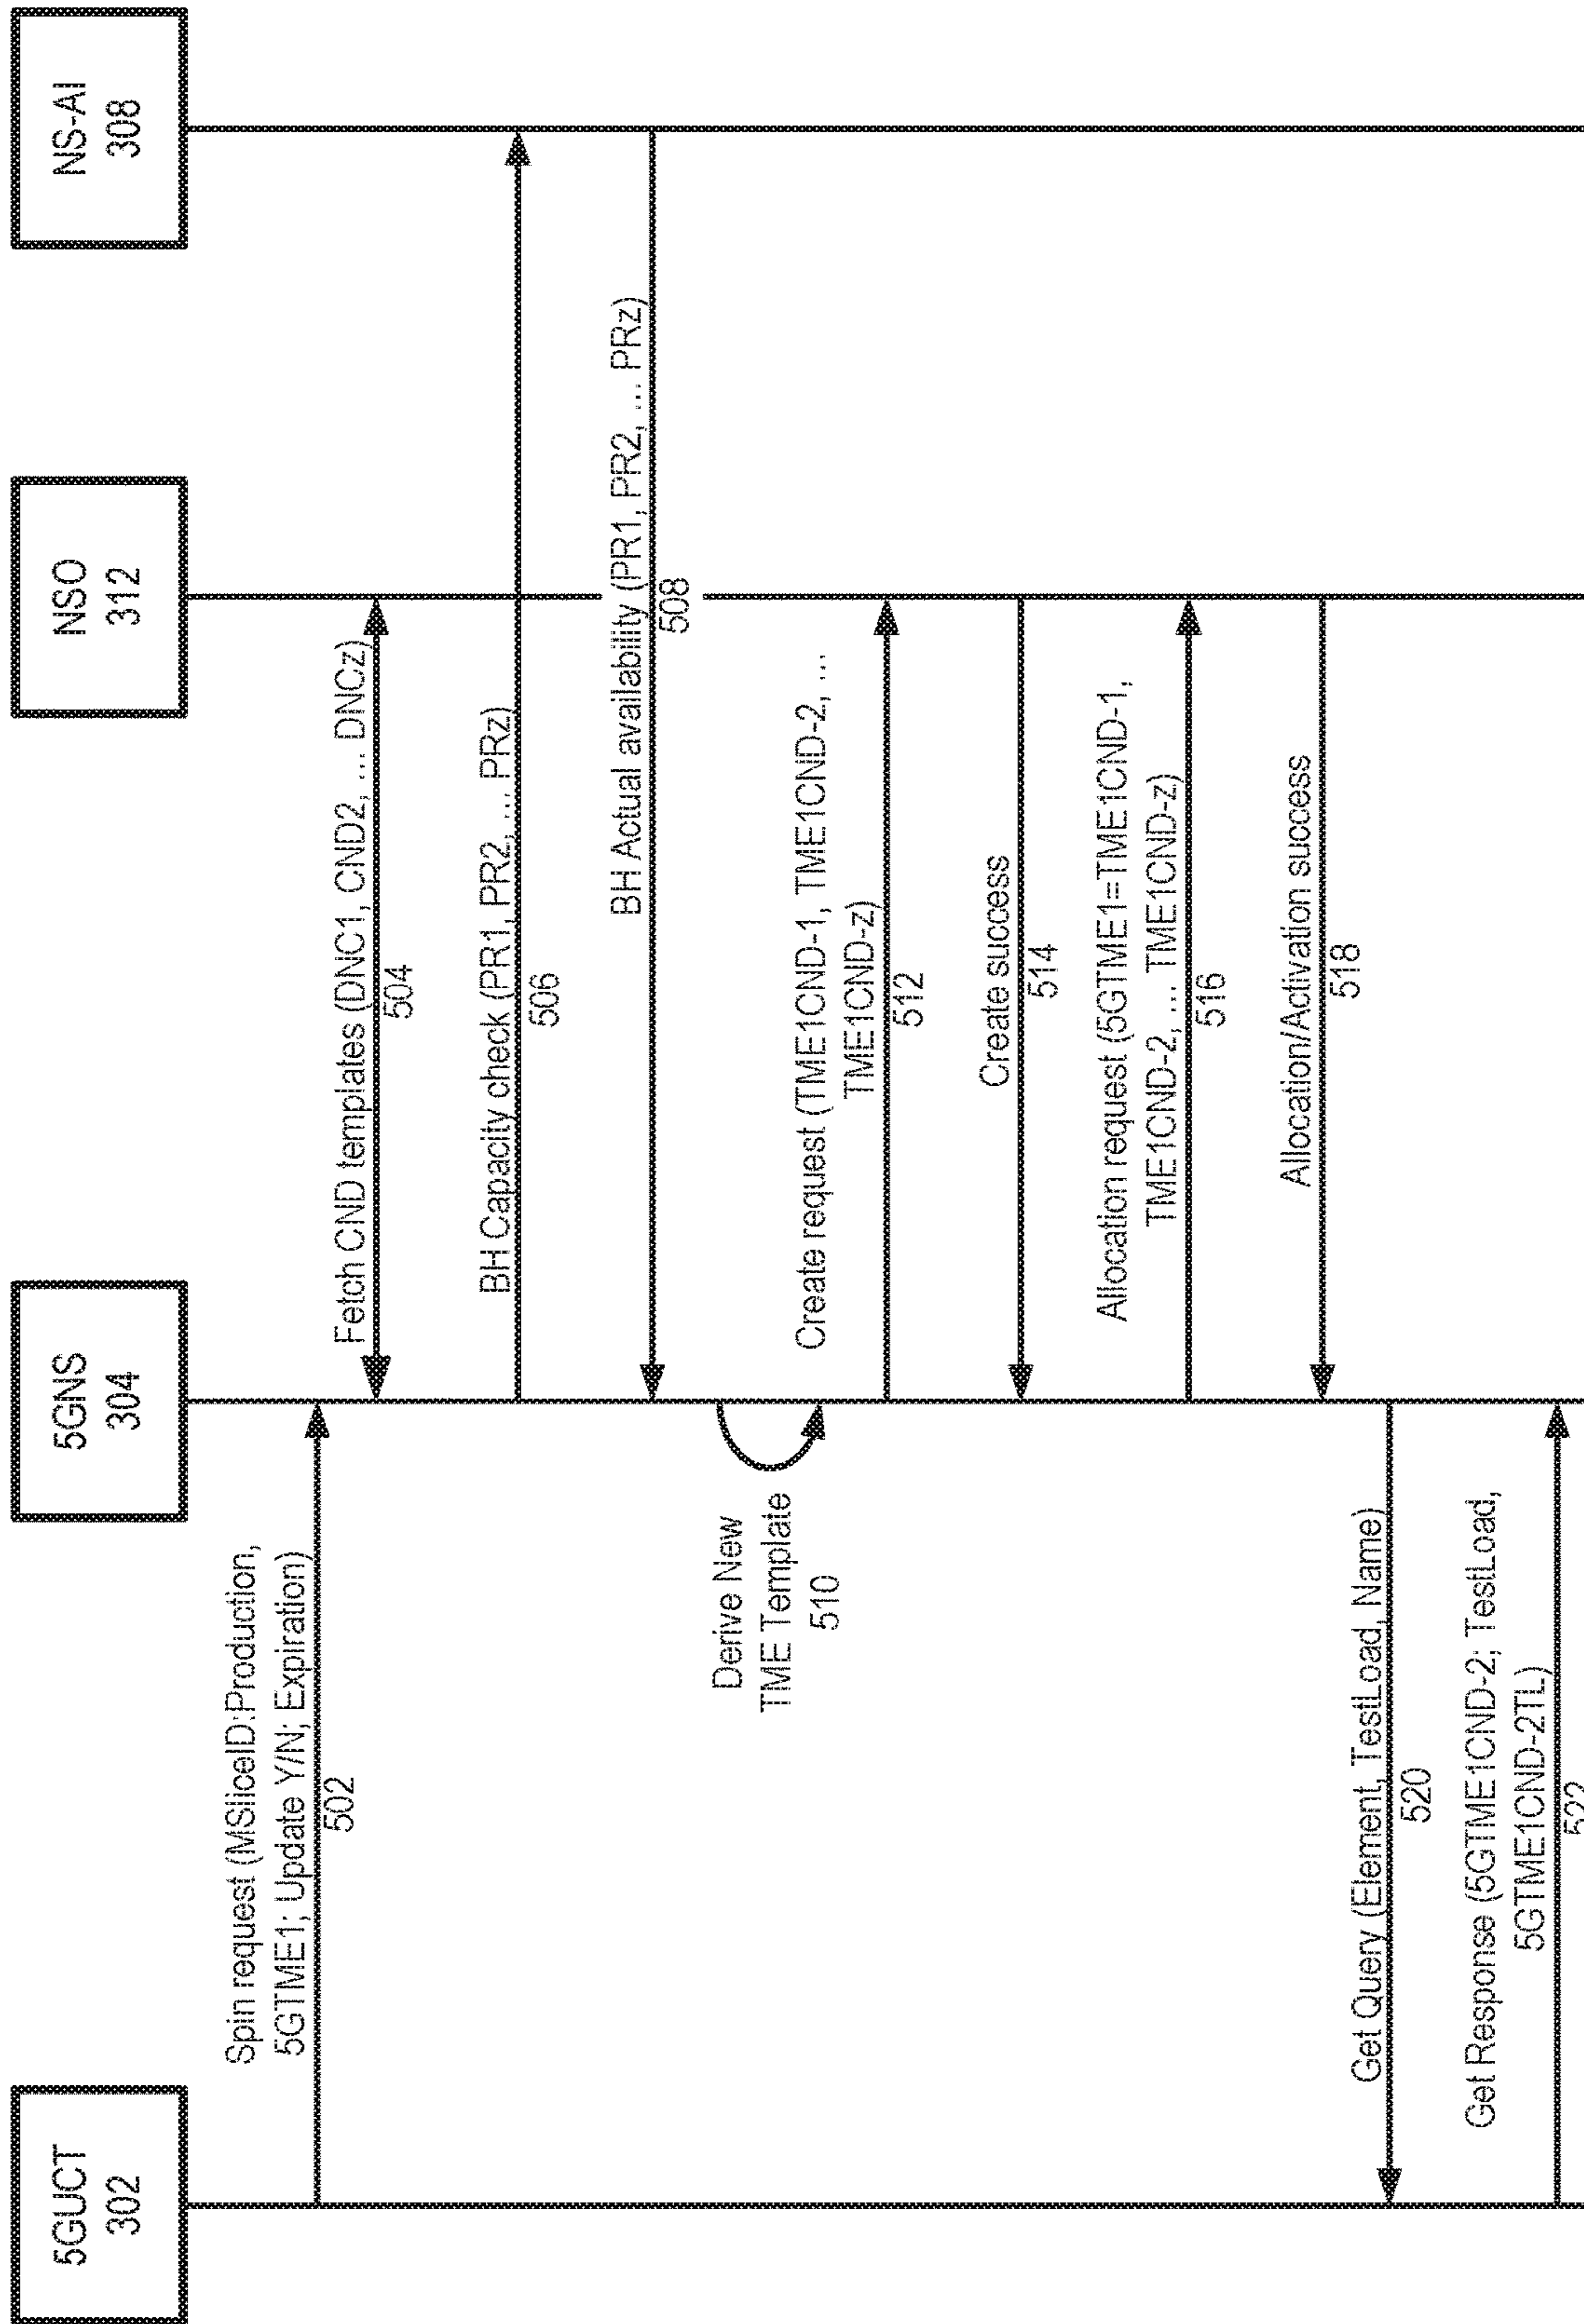 5GUCT
302
5GNS
304
NSO
312
NS-AI
308
Spin request (MSliceID:Production,
5GTME1; Update Y/N; Expiration)
502
Fetch CND templates (DNC1, CND2, ... DNCz)
504
BH Capacity check (PR1, PR2, ... PRz)
506
BH Actual availability (PR1, PR2, ... PRz)
508
Derive New
TME Template
510
Create request (TME1CND-1, TME1CND-2, ...
TME1CND-z)
512
Create success
514
Allocation request (5GTME1=TME1CND-1,
TME1CND-2, ... TME1CND-z)
516
Allocation/Activation success
518
Get Query (Element, TestLoad, Name)
520
Get Response (5GTME1CND-2; TestLoad,
5GTME1CND-2TL)
522